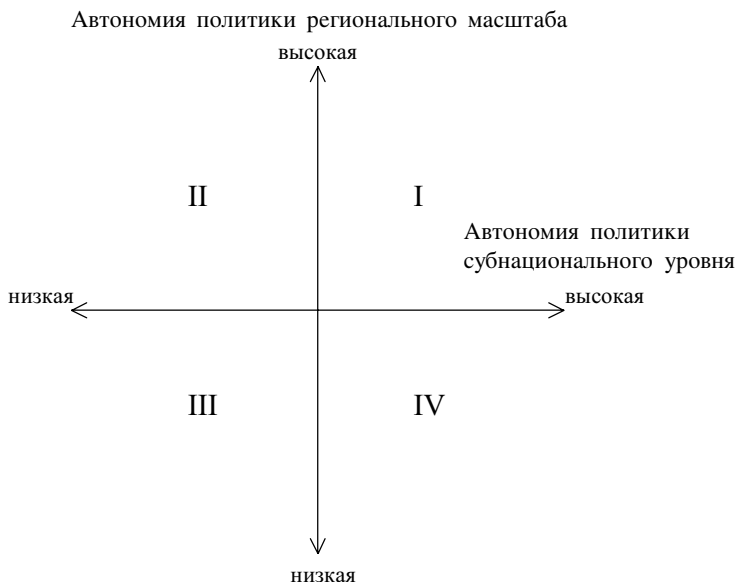 Автономия политики регионального масштаба
высокая
II
I
Автономия политики
субнационального уровня
низкая
высокая
III
IV
низкая